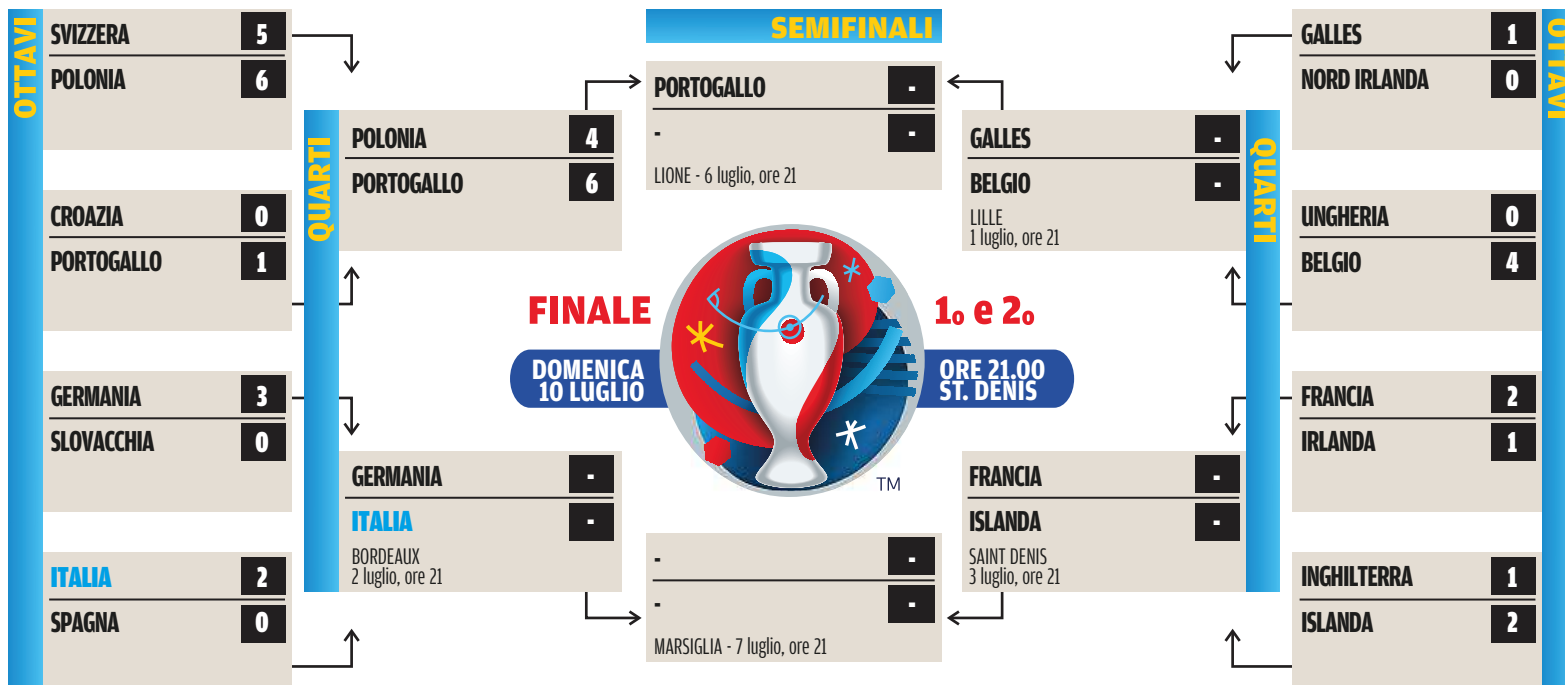 OTTAVI
SVIZZERA 5
POLONIA 6
CROAZIA 0
PORTOGALLO 1
GERMANIA 3
SLOVACCHIA 0
ITALIA 2
SPAGNA 0
QUARTI
POLONIA 4
PORTOGALLO 6
GERMANIA -
ITALIA -
BORDEAUX
2 luglio, ore 21
SEMIFINALI
PORTOGALLO -
- -
LIONE - 6 luglio, ore 21
FINALE 1o e 2o
DOMENICA
10 LUGLIO
ORE 21.00
ST. DENIS
TM
- -
- -
MARSIGLIA - 7 luglio, ore 21
GALLES -
BELGIO -
LILLE
1 luglio, ore 21
FRANCIA -
ISLANDA -
SAINT DENIS
3 luglio, ore 21
QUARTI
GALLES 1
NORD IRLANDA 0
UNGHERIA 0
BELGIO 4
FRANCIA 2
IRLANDA 1
INGHILTERRA 1
ISLANDA 2
OTTAVI